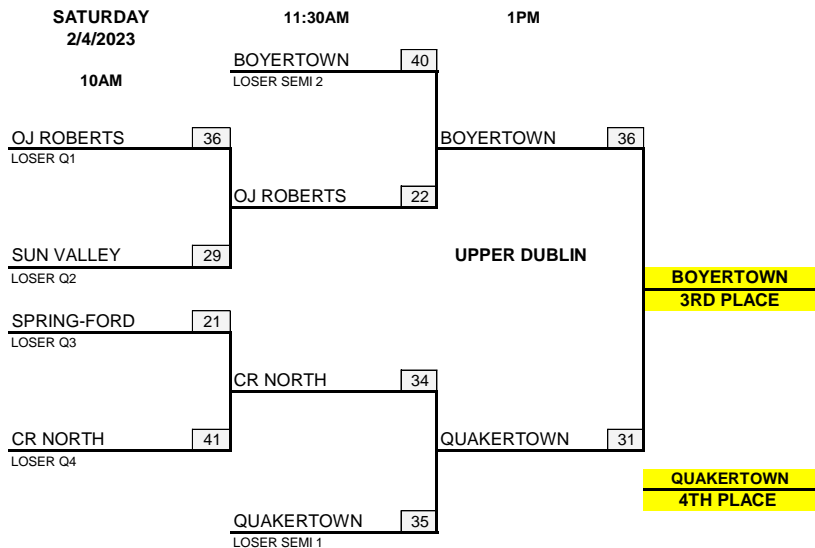 SATURDAY
2/4/2023
11:30AM
1PM
10AM
BOYERTOWN 40
LOSER SEMI 2
OJ ROBERTS 36
LOSER Q1
BOYERTOWN 36
OJ ROBERTS 22
SUN VALLEY 29
LOSER Q2
UPPER DUBLIN
BOYERTOWN
3RD PLACE
SPRING-FORD 21
LOSER Q3
CR NORTH 34
CR NORTH 41
LOSER Q4
QUAKERTOWN 31
QUAKERTOWN
4TH PLACE
QUAKERTOWN 35
LOSER SEMI 1